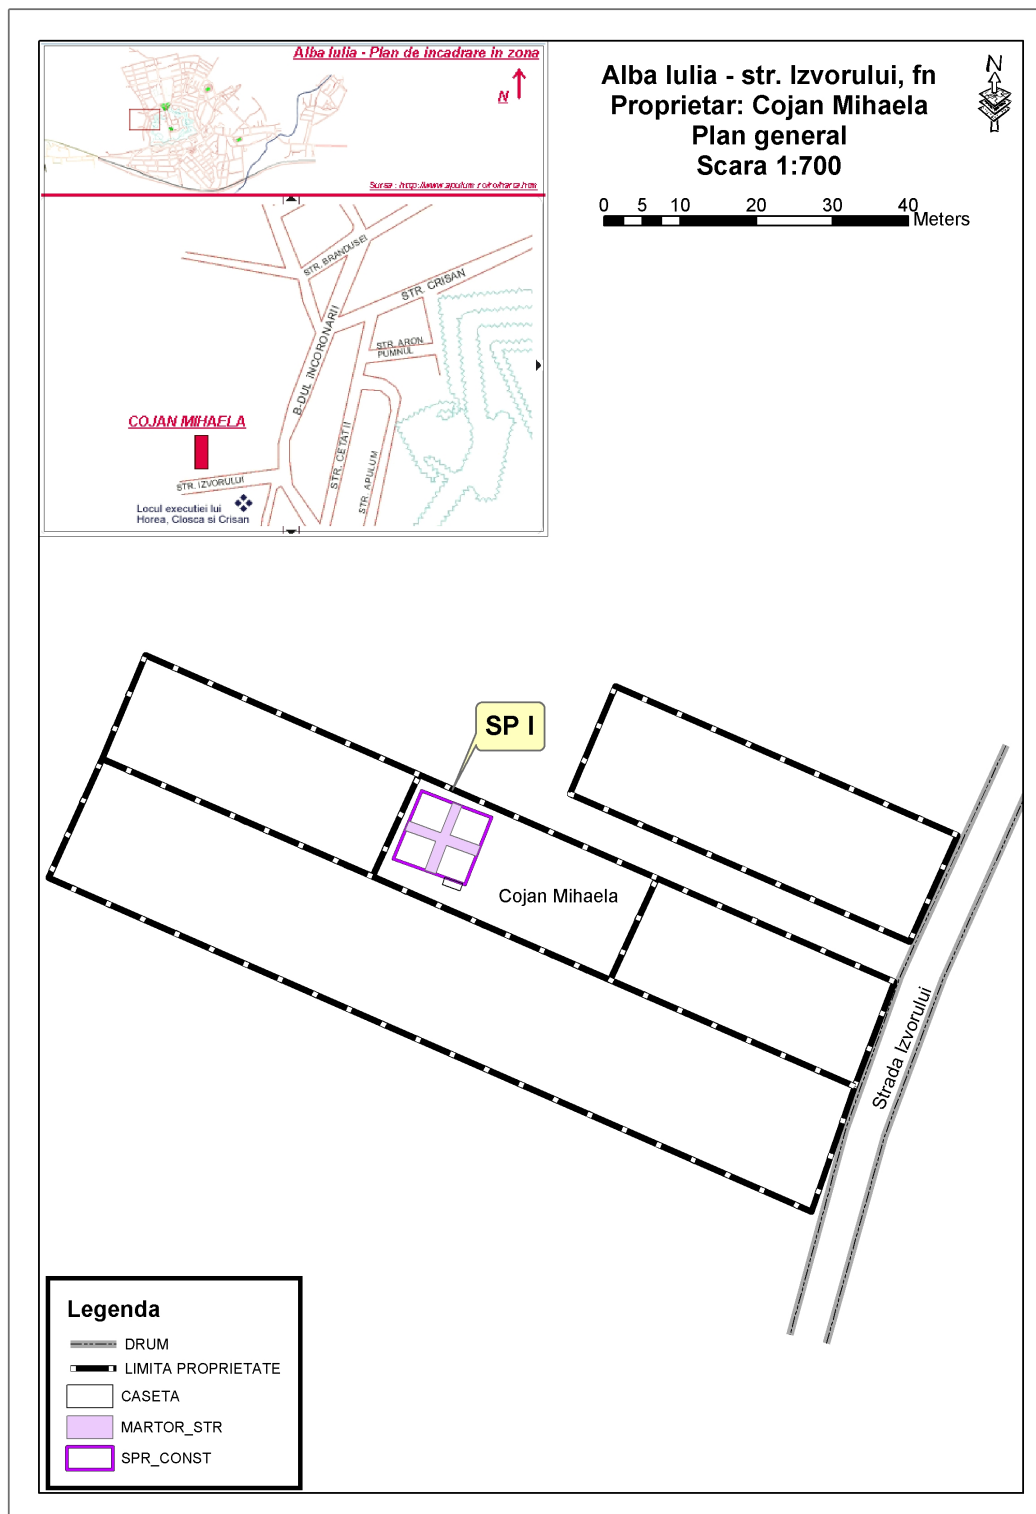 Alba Iulia - Plan de incadrare in zona
N
Sursa : http://www.apulum.ro/ro/harta.htm
Alba Iulia - str. Izvorului, fn
Proprietar: Cojan Mihaela
Plan general
Scara 1:700
N
0 5 10 20 30 40
Meters
STR. BRANDUSEI
STR. CRISAN
B-DUL INCORONARII
STR. ARON
PUMNUL
COJAN MIHAELA
STR. CETATII
STR. APULUM
STR. IZVORULUI
Locul executiei lui
Horea, Closca si Crisan
SP I
Cojan Mihaela
Strada Izvorului
Legenda
DRUM
LIMITA PROPRIETATE
CASETA
MARTOR_STR
SPR_CONST